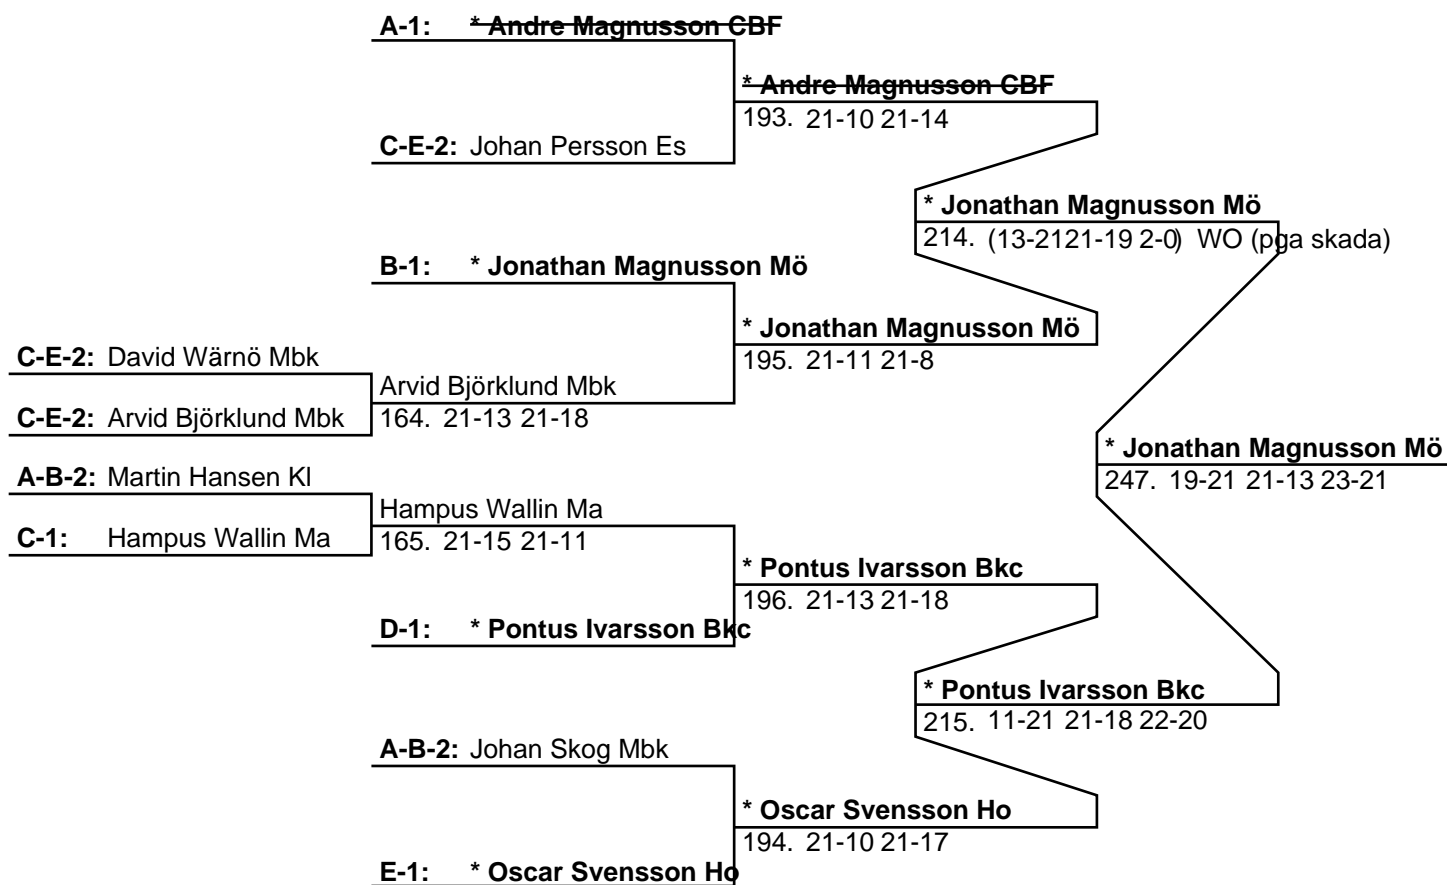 A-1: * Andre Magnusson CBF
* Andre Magnusson CBF
193. 21-10 21-14
C-E-2: Johan Persson Es
* Jonathan Magnusson Mö
214. (13-2121-19 2-0) WO (pga skada)
B-1: * Jonathan Magnusson Mö
* Jonathan Magnusson Mö
195. 21-11 21-8
C-E-2: David Wärnö Mbk
Arvid Björklund Mbk
164. 21-13 21-18
C-E-2: Arvid Björklund Mbk
* Jonathan Magnusson Mö
247. 19-21 21-13 23-21
A-B-2: Martin Hansen Kl
Hampus Wallin Ma
165. 21-15 21-11
C-1: Hampus Wallin Ma
* Pontus Ivarsson Bkc
196. 21-13 21-18
D-1: * Pontus Ivarsson Bkc
* Pontus Ivarsson Bkc
215. 11-21 21-18 22-20
A-B-2: Johan Skog Mbk
* Oscar Svensson Ho
194. 21-10 21-17
E-1: * Oscar Svensson Ho